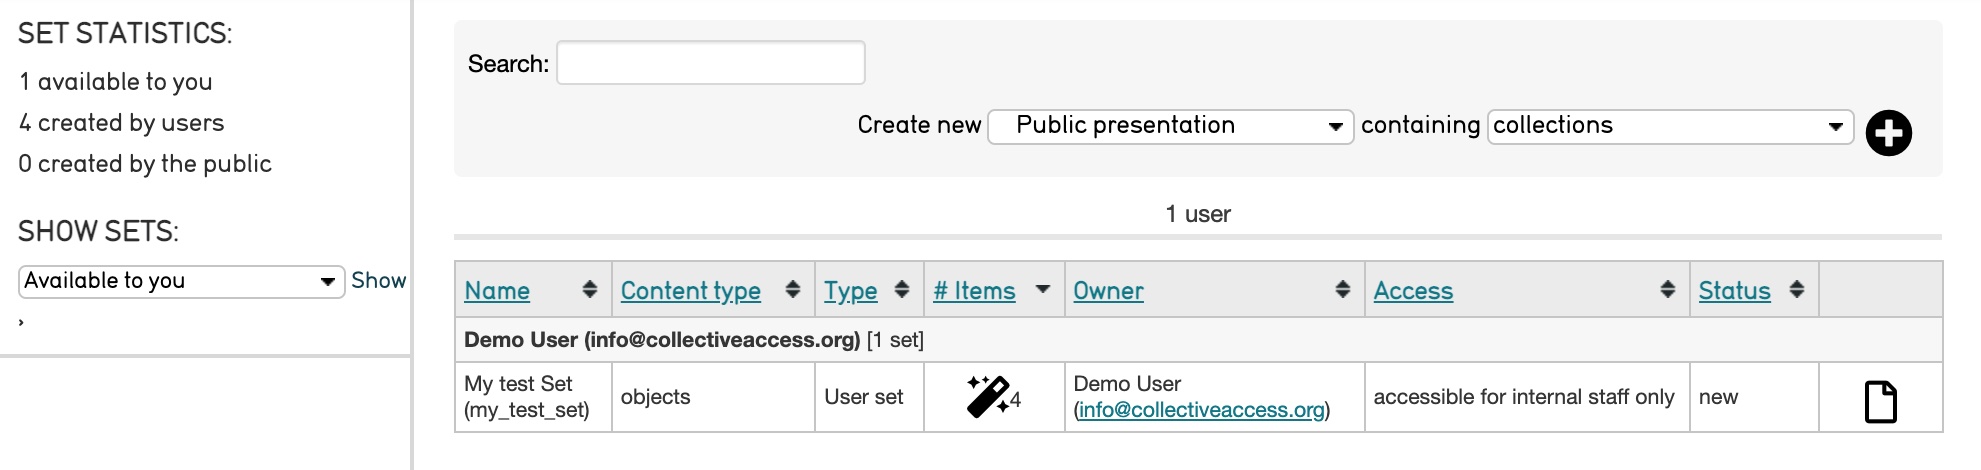 SET STATISTICS:
1 available to you
4 created by users
0 created by the public
SHOW SETS:
Available to you Show
›
Search:
Create new Public presentation containing collections
1 user
Name Content type Type # Items Owner Access Status
Demo User (info@collectiveaccess.org) [1 set]
My test Set
(my_test_set)
objects
User set
4
Demo User
(info@collectiveaccess.org)
accessible for internal staff only
new